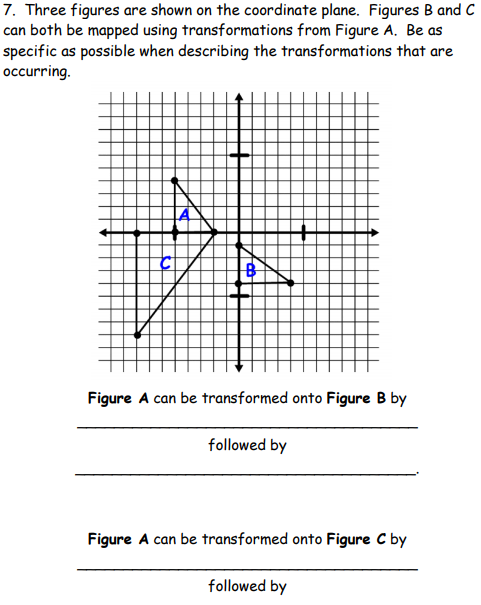 7. Three figures are shown on the coordinate plane. Figures B and C
can both be mapped using transformations from Figure A. Be as
specific as possible when describing the transformations that are
occurring.
A
C
B
Figure A can be transformed onto Figure B by
followed by
.
Figure A can be transformed onto Figure C by
followed by